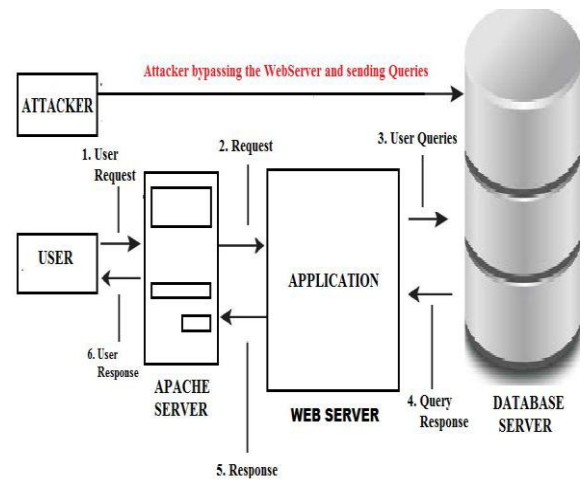 Attacker bypassing the WebServer and sending Queries
ATTACKER
1. User
Request
2. Request
3. User Queries
USER
APPLICATION
6. User
Response
APACHE
SERVER
WEB SERVER
4. Query
Response
DATABASE
SERVER
5. Response